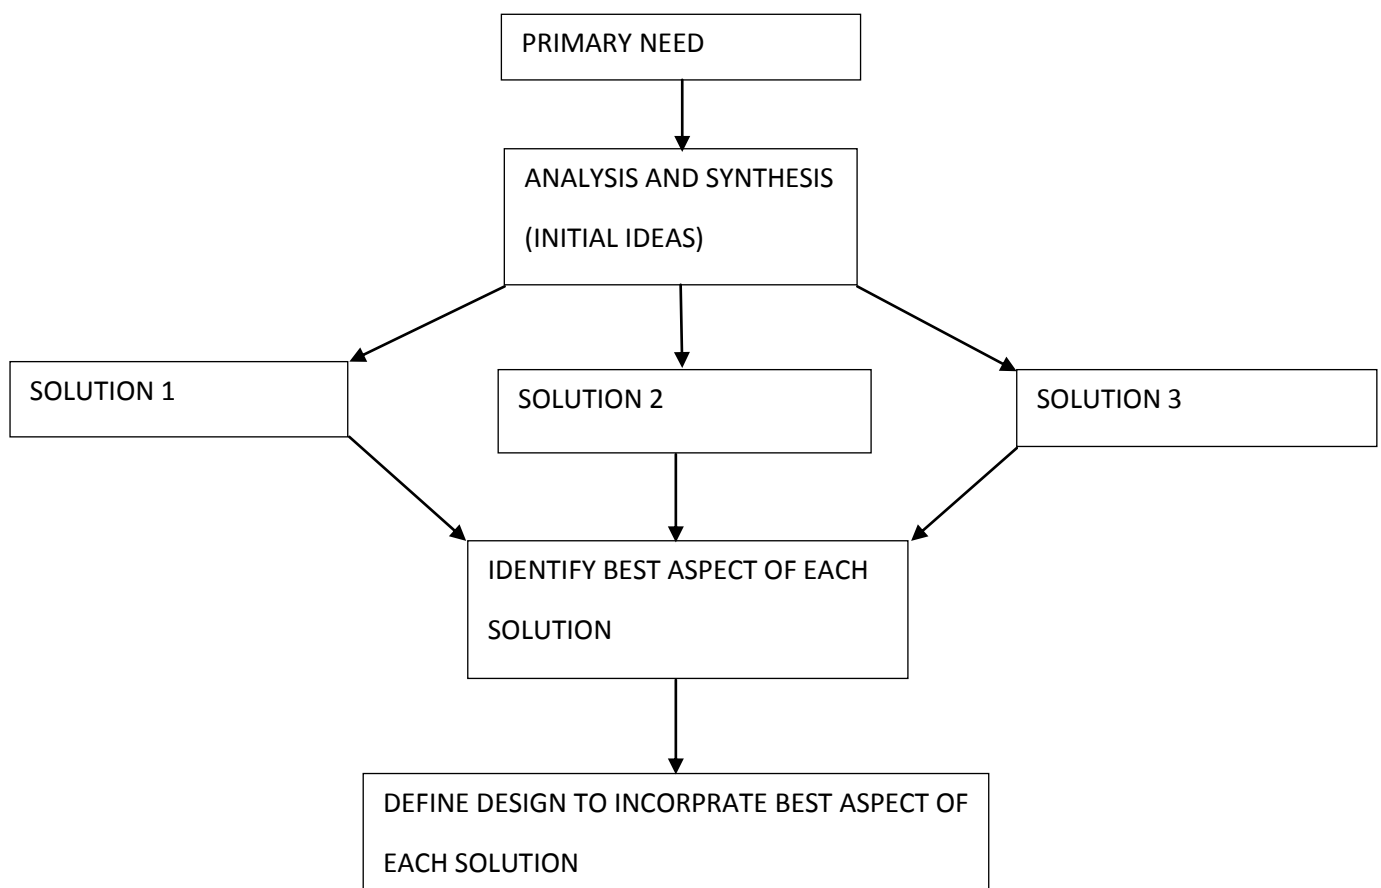 PRIMARY NEED
ANALYSIS AND SYNTHESIS
(INITIAL IDEAS)
SOLUTION 1
SOLUTION 2
SOLUTION 3
IDENTIFY BEST ASPECT OF EACH
SOLUTION
DEFINE DESIGN TO INCORPRATE BEST ASPECT OF
EACH SOLUTION